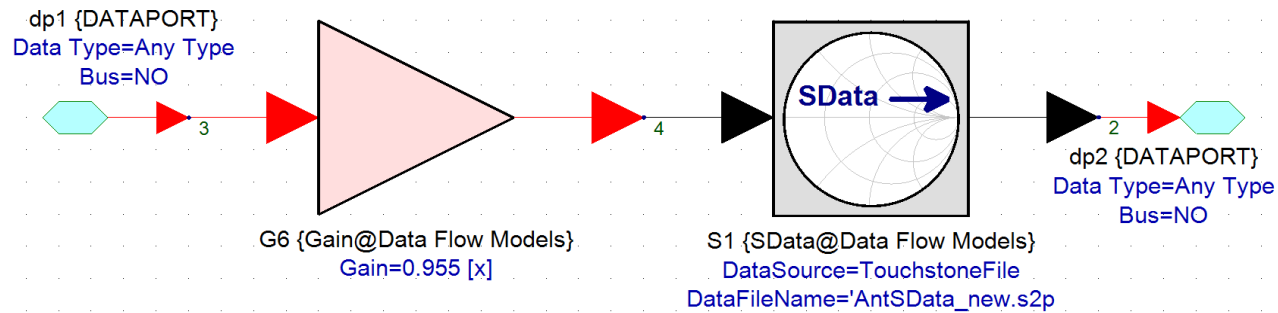 dp1 {DATAPORT}
Data Type=Any Type
Bus=NO
3
4
SData
2
dp2 {DATAPORT}
Data Type=Any Type
Bus=NO
G6 {Gain@Data Flow Models}
Gain=0.955 [x]
S1 {SData@Data Flow Models}
DataSource=TouchstoneFile
DataFileName='AntSData_new.s2p